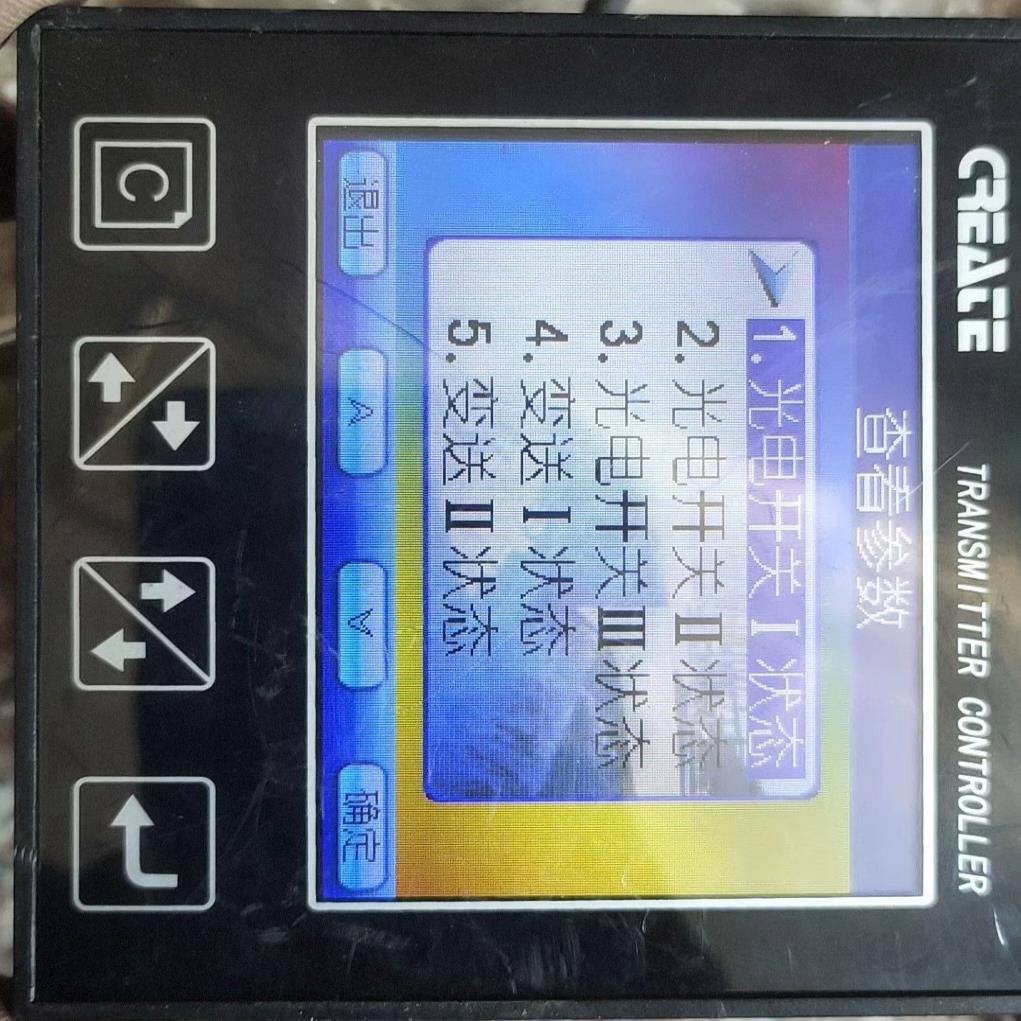 CREATE TRANSMITTER CONTROLLER
查看参数
1.光电开关Ⅰ状态
2.光电开关Ⅱ状态
3.光电开关Ⅲ状态
4.变送Ⅰ状态
5.变送Ⅱ状态
退出 ∧ ∨ 确定
C